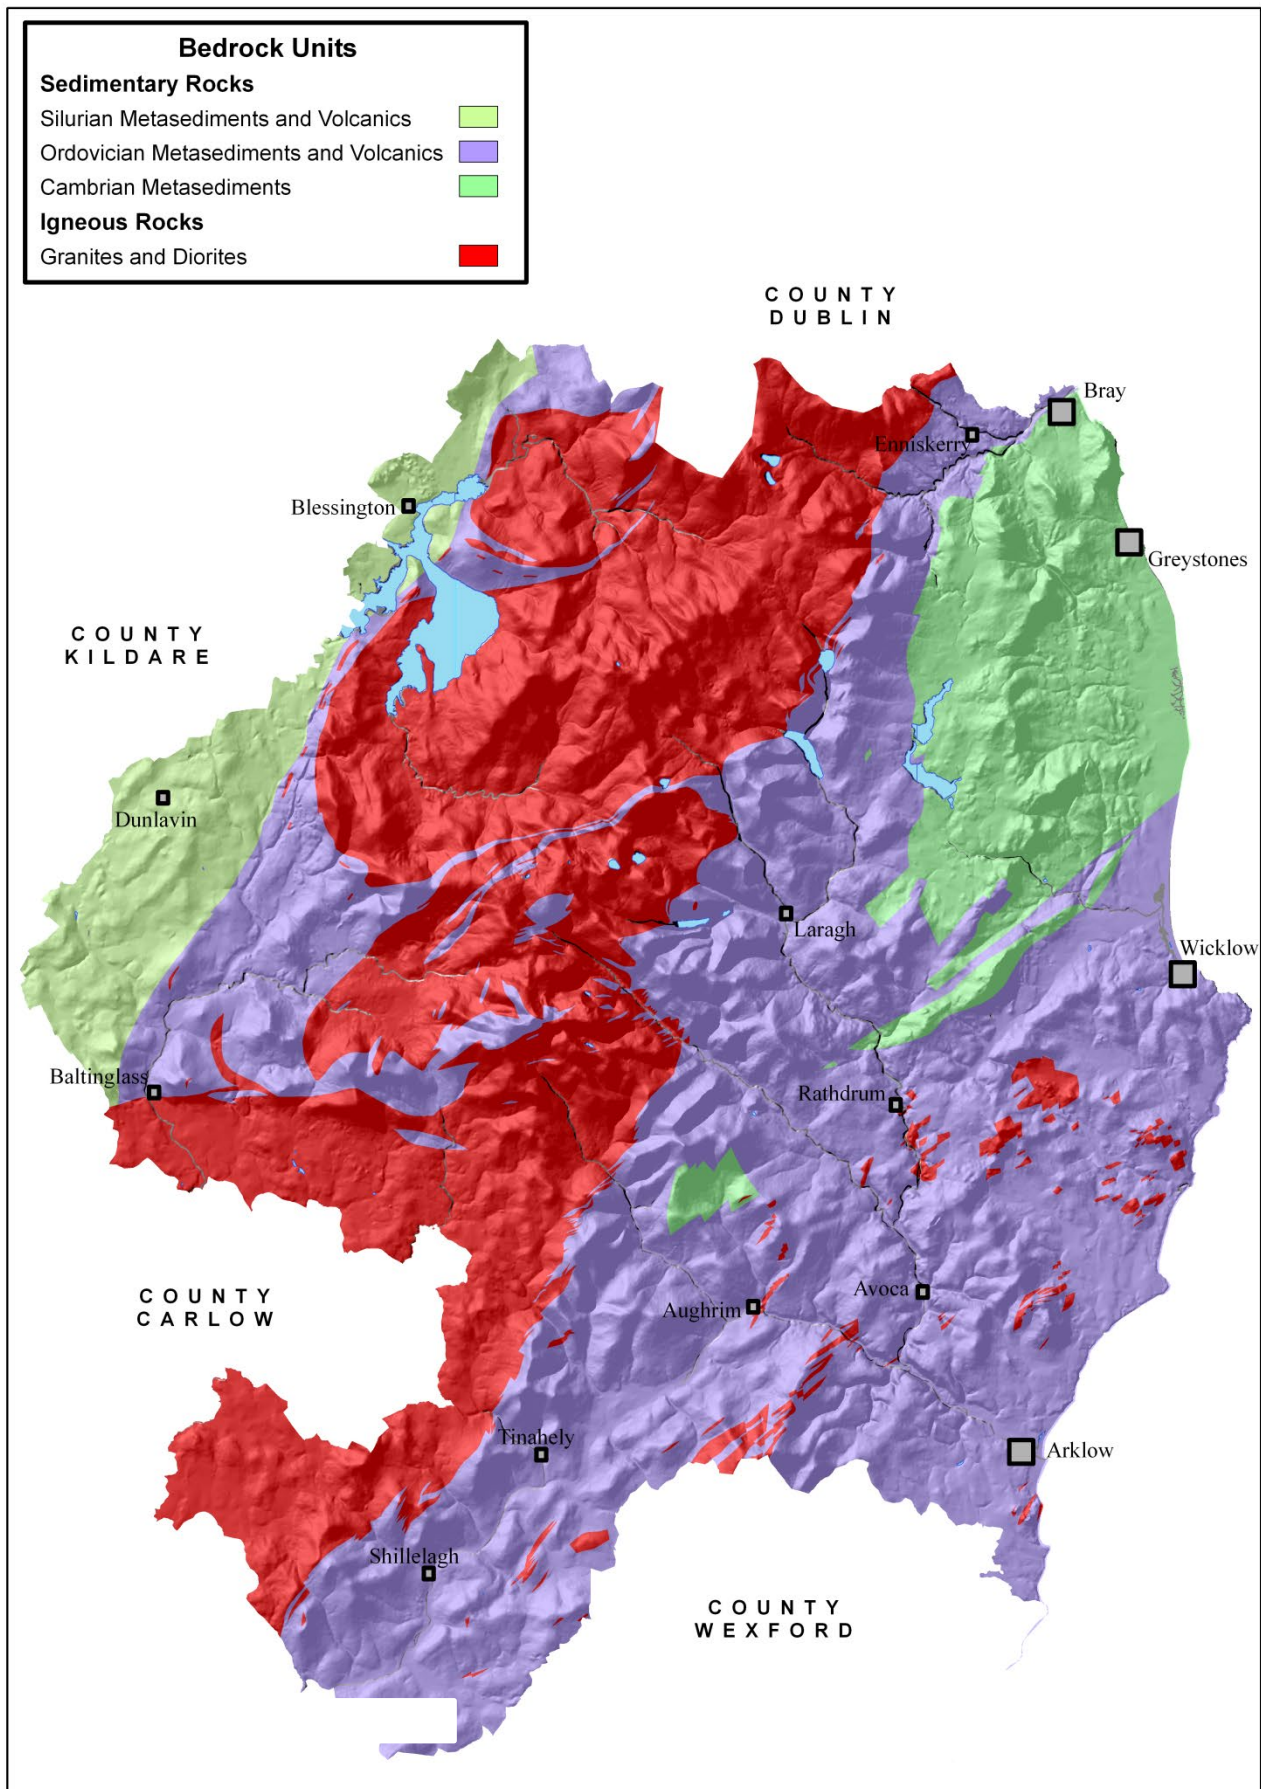 Bedrock Units
Sedimentary Rocks
Silurian Metasediments and Volcanics
Ordovician Metasediments and Volcanics
Cambrian Metasediments
Igneous Rocks
Granites and Diorites
COUNTY
DUBLIN
Bray
Enniskerry
Blessington
Greystones
COUNTY
KILDARE
Dunlavin
Laragh
Wicklow
Baltinglass
Rathdrum
COUNTY
CARLOW
Avoca
Aughrim
Tinahely
Arklow
Shillelagh
COUNTY
WEXFORD